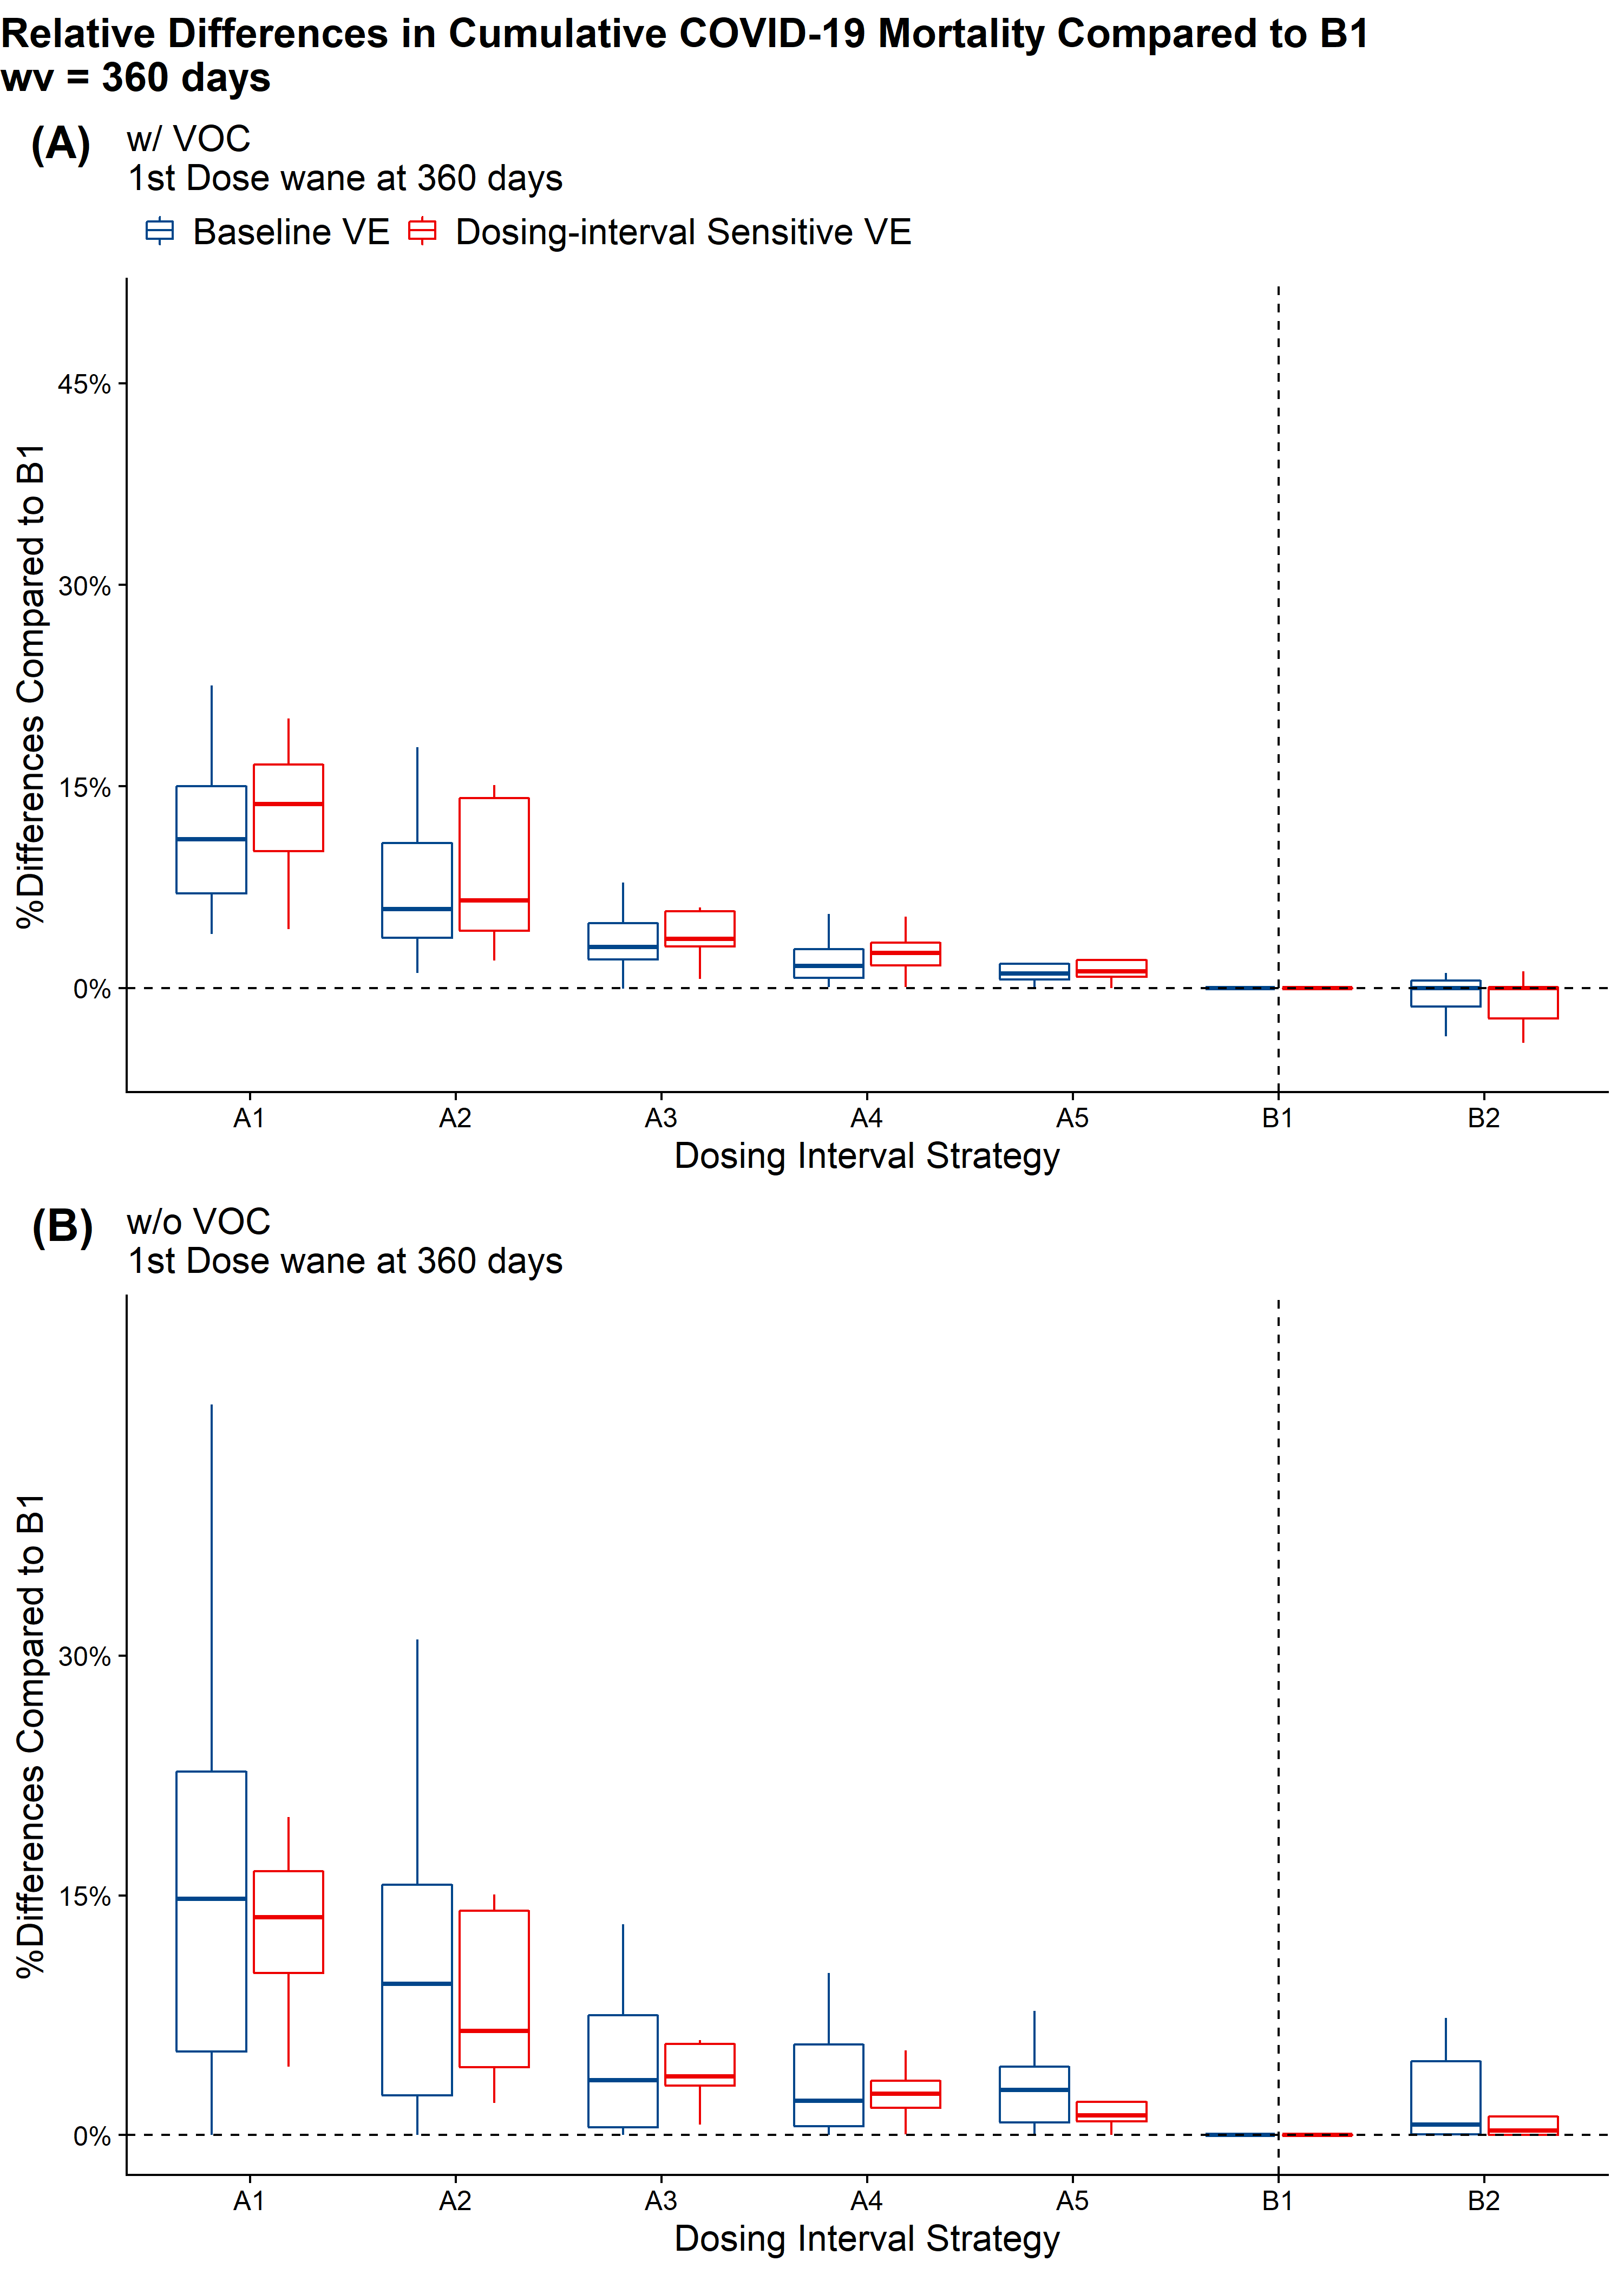 Relative Differences in Cumulative COVID-19 Mortality Compared to B1
wv = 360 days
(A)
w/ VOC
1st Dose wane at 360 days
Baseline VE
Dosing-interval Sensitive VE
%Differences Compared to B1
45%
30%
15%
0%
A1
A2
A3
A4
A5
B1
B2
Dosing Interval Strategy
(B)
w/o VOC
1st Dose wane at 360 days
%Differences Compared to B1
30%
15%
0%
A1
A2
A3
A4
A5
B1
B2
Dosing Interval Strategy